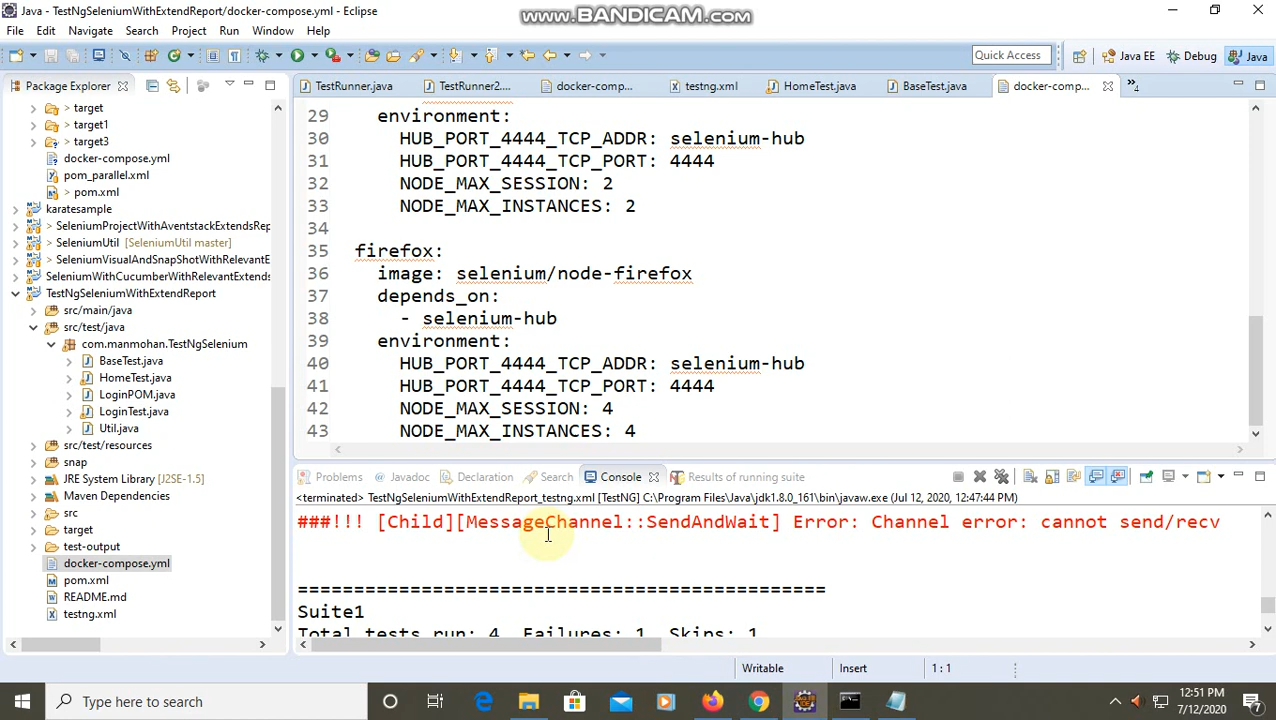 Java - TestNgSeleniumWithExtendReport/docker-compose.yml - Eclipse
www.BANDICAM.com
File Edit Navigate Search Project Run Window Help
Quick Access
Java EE
Debug
Java
Package Explorer
TestRunner.java
TestRunner2....
docker-comp...
testng.xml
HomeTest.java
BaseTest.java
docker-comp...
»4
> target
> target1
> target3
docker-compose.yml
pom_parallel.xml
> pom.xml
karatesample
> SeleniumProjectWithAventstackExtendsRep
> SeleniumUtil [SeleniumUtil master]
> SeleniumVisualAndSnapShotWithRelevantE
SeleniumWithCucumberWithRelevantExtends
TestNgSeleniumWithExtendReport
src/main/java
src/test/java
com.manmohan.TestNgSelenium
BaseTest.java
HomeTest.java
LoginPOM.java
LoginTest.java
Util.java
src/test/resources
snap
JRE System Library [J2SE-1.5]
Maven Dependencies
src
target
test-output
docker-compose.yml
pom.xml
README.md
testng.xml
29 environment:
30 HUB_PORT_4444_TCP_ADDR: selenium-hub
31 HUB_PORT_4444_TCP_PORT: 4444
32 NODE_MAX_SESSION: 2
33 NODE_MAX_INSTANCES: 2
34
35 firefox:
36 image: selenium/node-firefox
37 depends_on:
38 - selenium-hub
39 environment:
40 HUB_PORT_4444_TCP_ADDR: selenium-hub
41 HUB_PORT_4444_TCP_PORT: 4444
42 NODE_MAX_SESSION: 4
43 NODE_MAX_INSTANCES: 4
Problems
Javadoc
Declaration
Search
Console
Results of running suite
<terminated> TestNgSeleniumWithExtendReport_testng.xml [TestNG] C:\Program Files\Java\jdk1.8.0_161\bin\javaw.exe (Jul 12, 2020, 12:47:44 PM)
###!!! [Child][MessageChannel::SendAndWait] Error: Channel error: cannot send/recv
===============================================
Suite1
Total tests run: 4, Failures: 1, Skips: 1
Writable
Insert
1 : 1
Type here to search
12:51 PM
7/12/2020
7